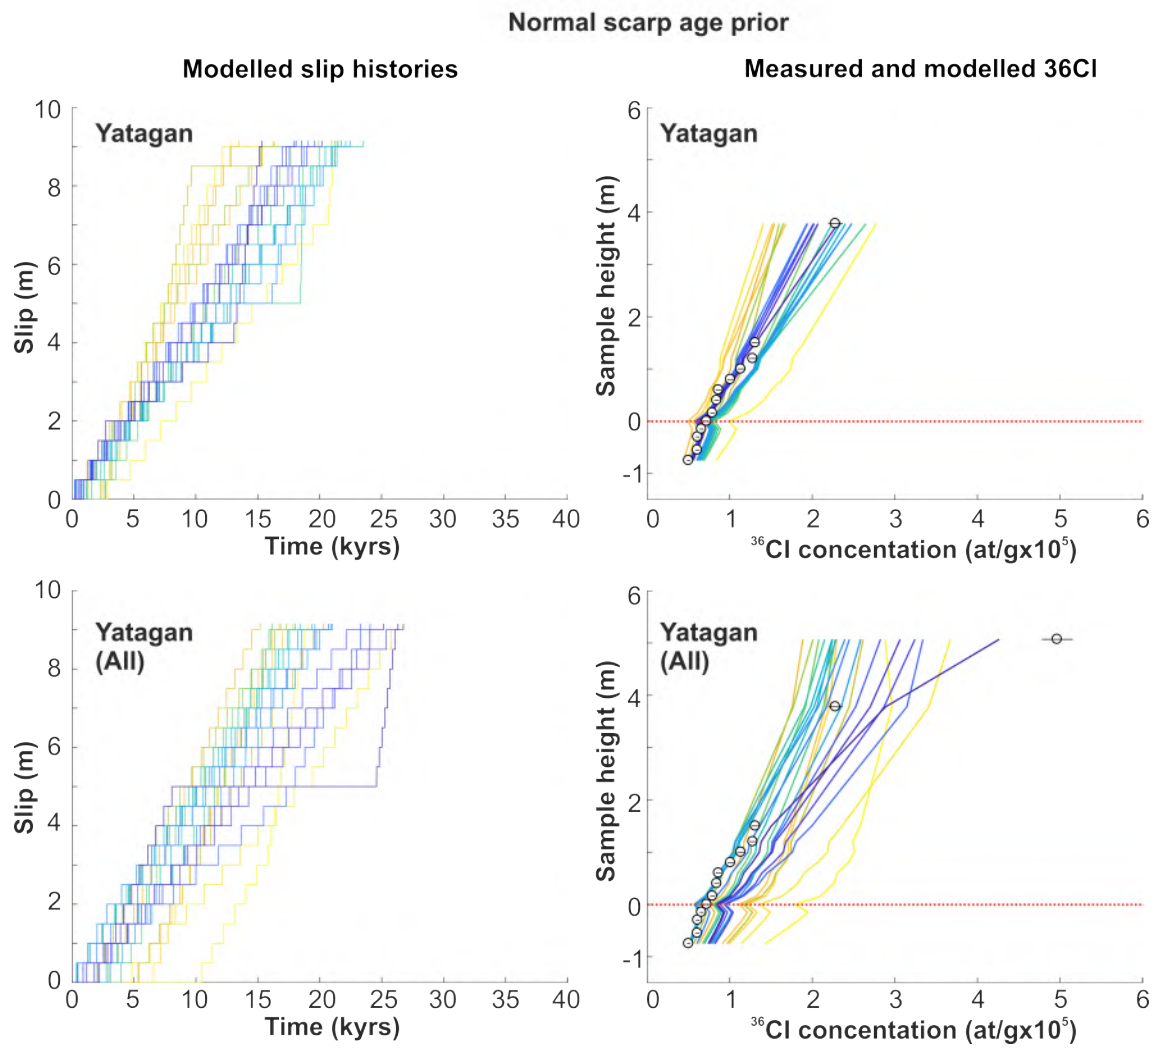 Normal scarp age prior
Modelled slip histories
Measured and modelled 36Cl
10
8
6
4
2
0
Slip (m)
Yatagan
0 5 10 15 20 25 30 35 40
Time (kyrs)
6
4
2
0
-1
Sample height (m)
Yatagan
0 1 2 3 4 5 6
³⁶Cl concentation (at/gx10⁵)
10
8
6
4
2
0
Slip (m)
Yatagan
(All)
0 5 10 15 20 25 30 35 40
Time (kyrs)
6
4
2
0
-1
Sample height (m)
Yatagan
(All)
0 1 2 3 4 5 6
³⁶Cl concentation (at/gx10⁵)